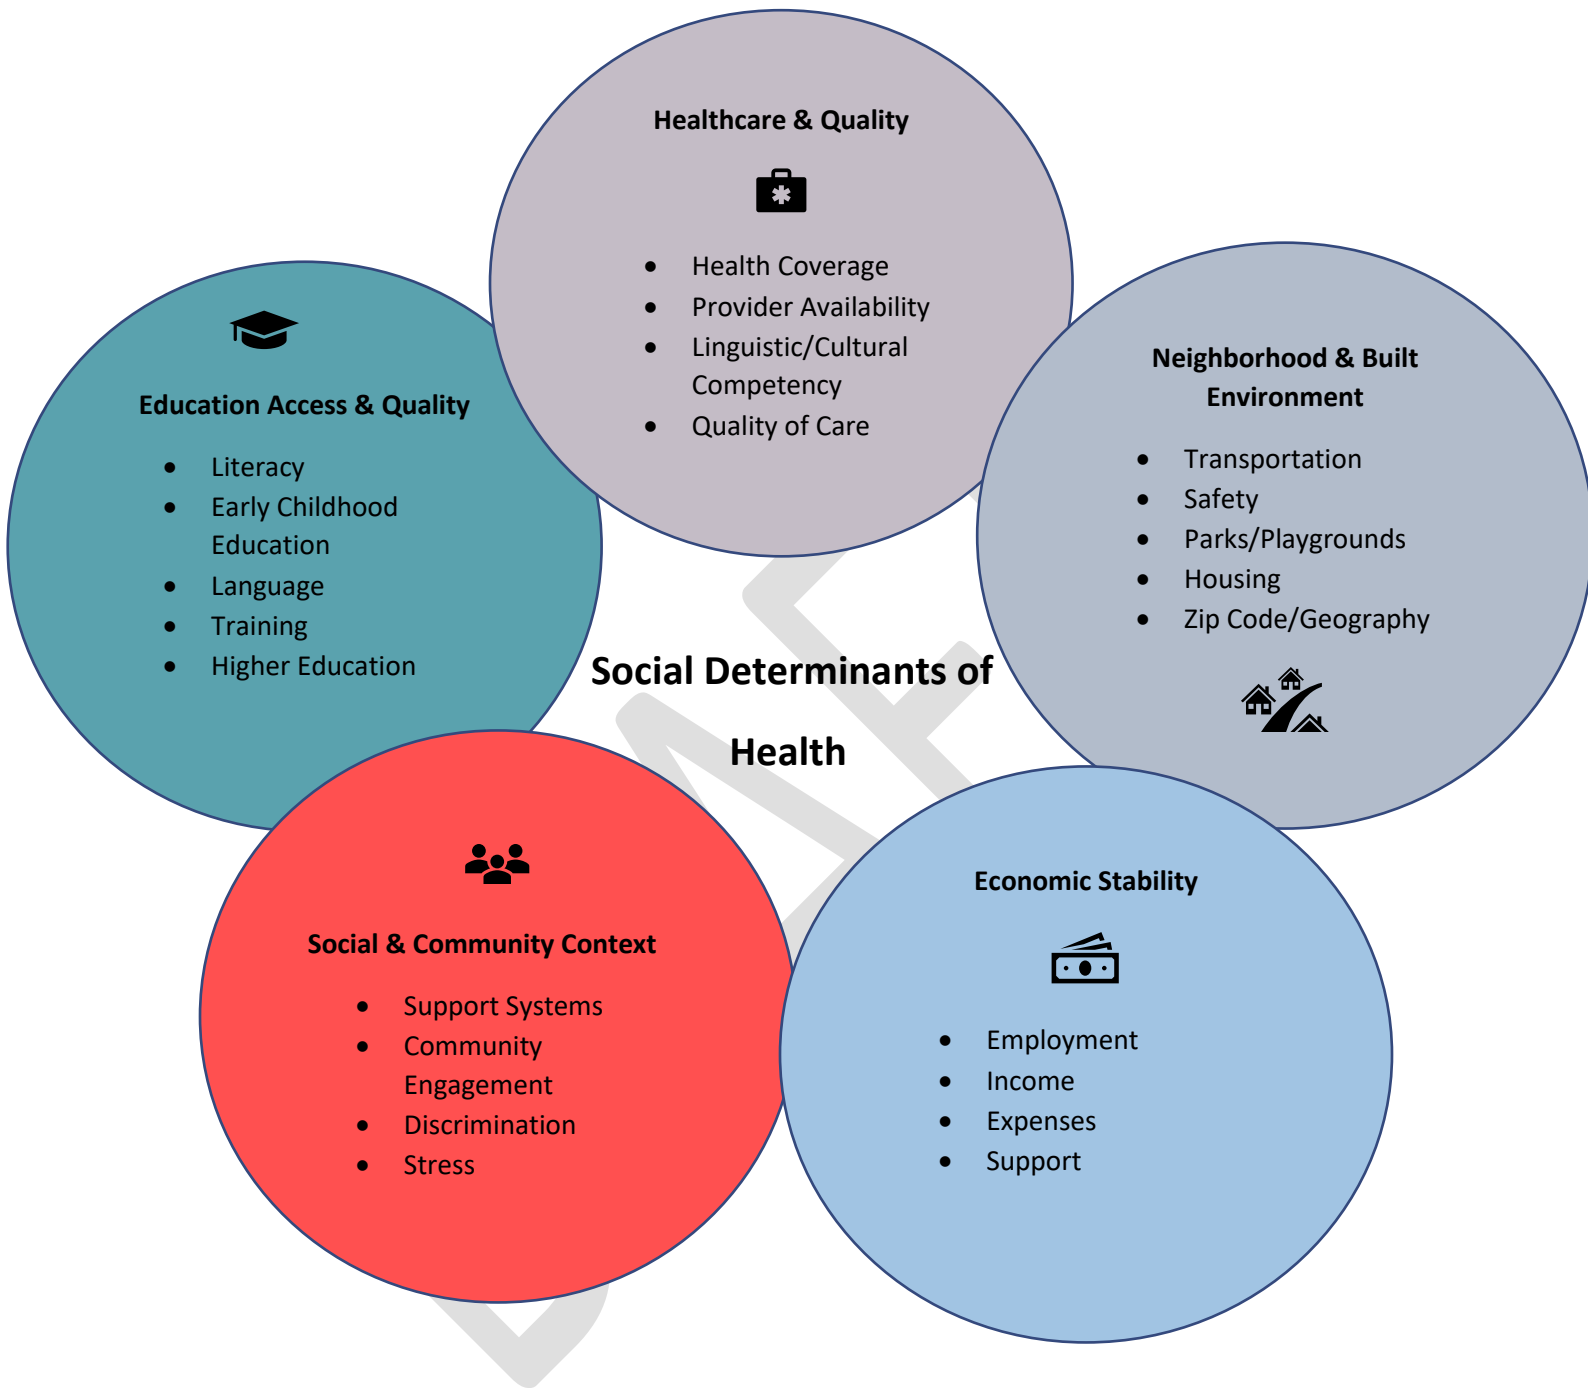 Healthcare & Quality
• Health Coverage
• Provider Availability
• Linguistic/Cultural
Competency
• Quality of Care
Neighborhood & Built
Environment
• Transportation
• Safety
• Parks/Playgrounds
• Housing
• Zip Code/Geography
Education Access & Quality
• Literacy
• Early Childhood
Education
• Language
• Training
• Higher Education
Social Determinants of
Health
Social & Community Context
• Support Systems
• Community
Engagement
• Discrimination
• Stress
Economic Stability
• Employment
• Income
• Expenses
• Support